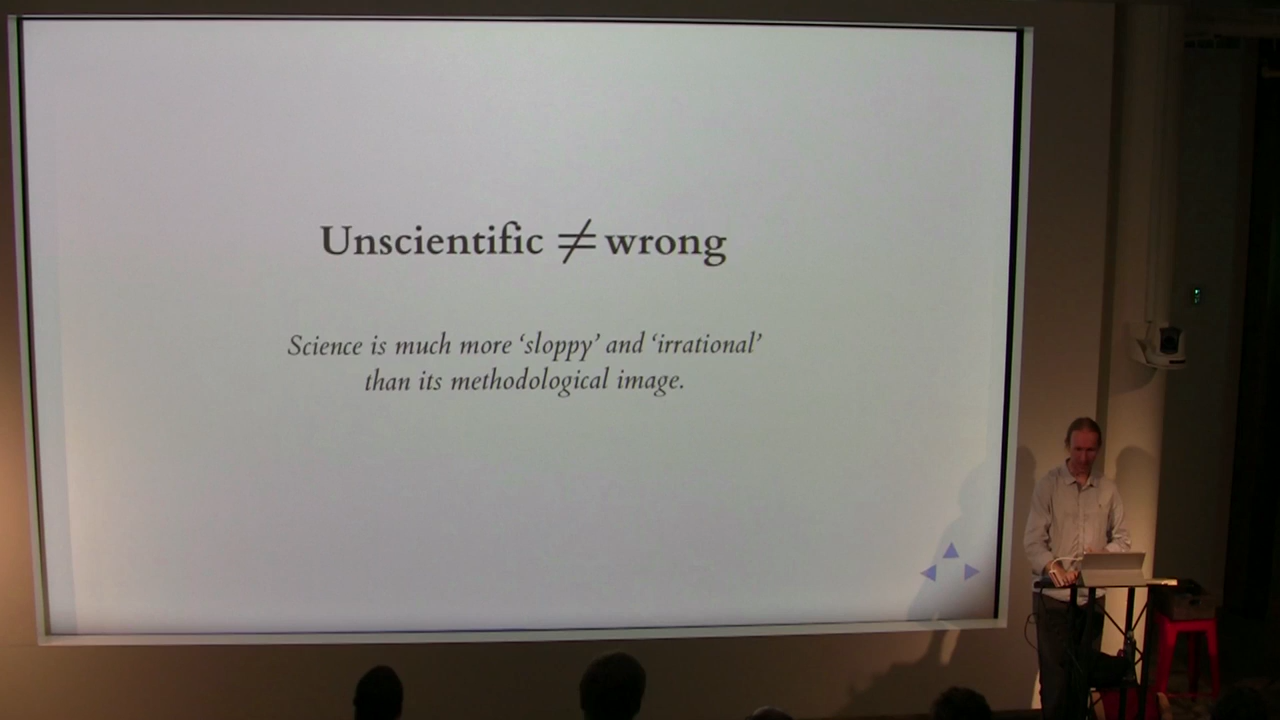 Unscientific ≠ wrong
Science is much more ‘sloppy’ and ‘irrational’
than its methodological image.